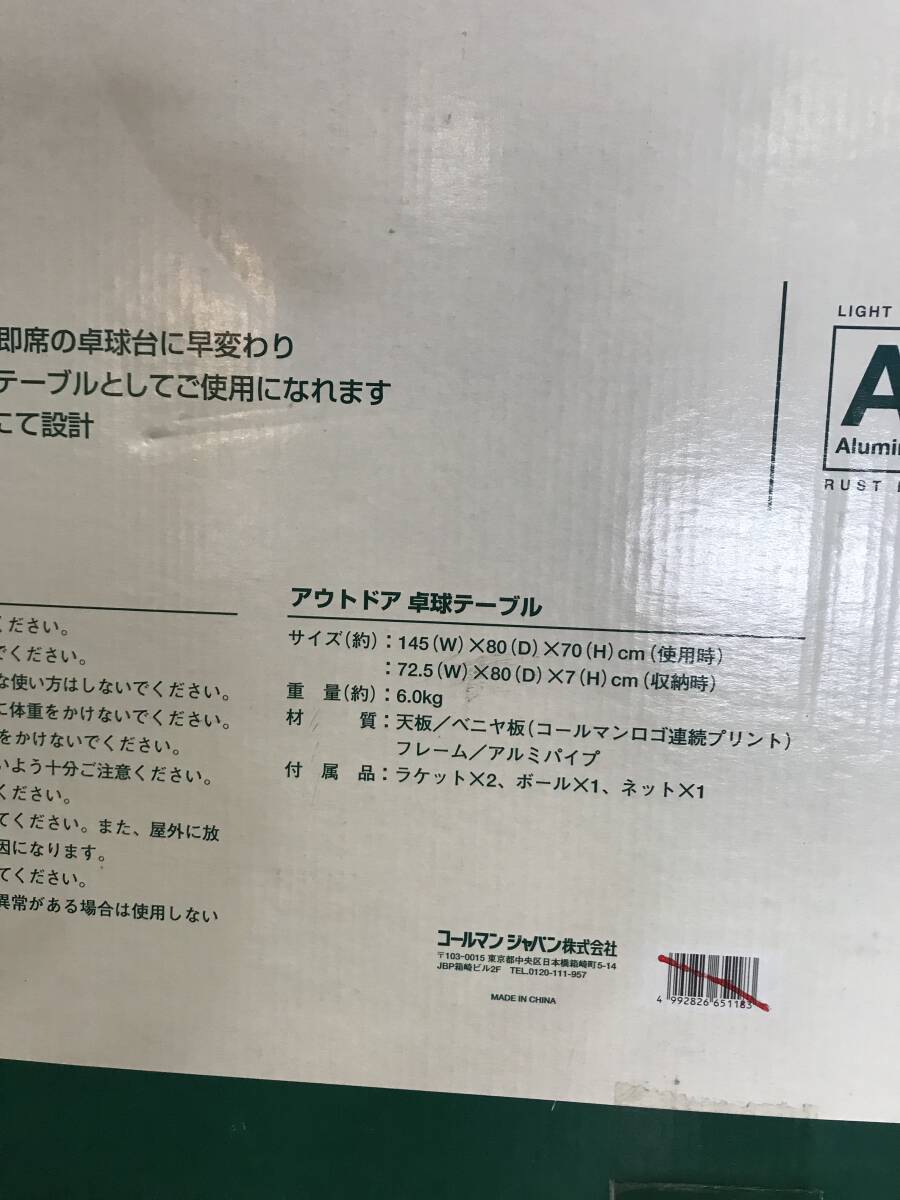 即席の卓球台に早変わり
テーブルとしてご使用になれます
にて設計
LIGHT
A
Alumin
RUST
ください。
でください。
な使い方はしないでください。
に体重をかけないでください。
をかけないでください。
いよう十分ご注意ください。
ください。
てください。また、屋外に放
因になります。
てください。
異常がある場合は使用しない
アウトドア 卓球テーブル
サイズ(約):145(W)×80(D)×70(H)cm(使用時)
:72.5(W)×80(D)×7(H)cm(収納時)
重 量(約):6.0kg
材 質:天板/ベニヤ板(コールマンロゴ連続プリント)
フレーム/アルミパイプ
付 属 品:ラケット×2、ボール×1、ネット×1
コールマン ジャパン株式会社
〒103-0015 東京都中央区日本橋箱崎町5-14
JBP箱崎ビル2F TEL.0120-111-957
MADE IN CHINA
4 992826 651183